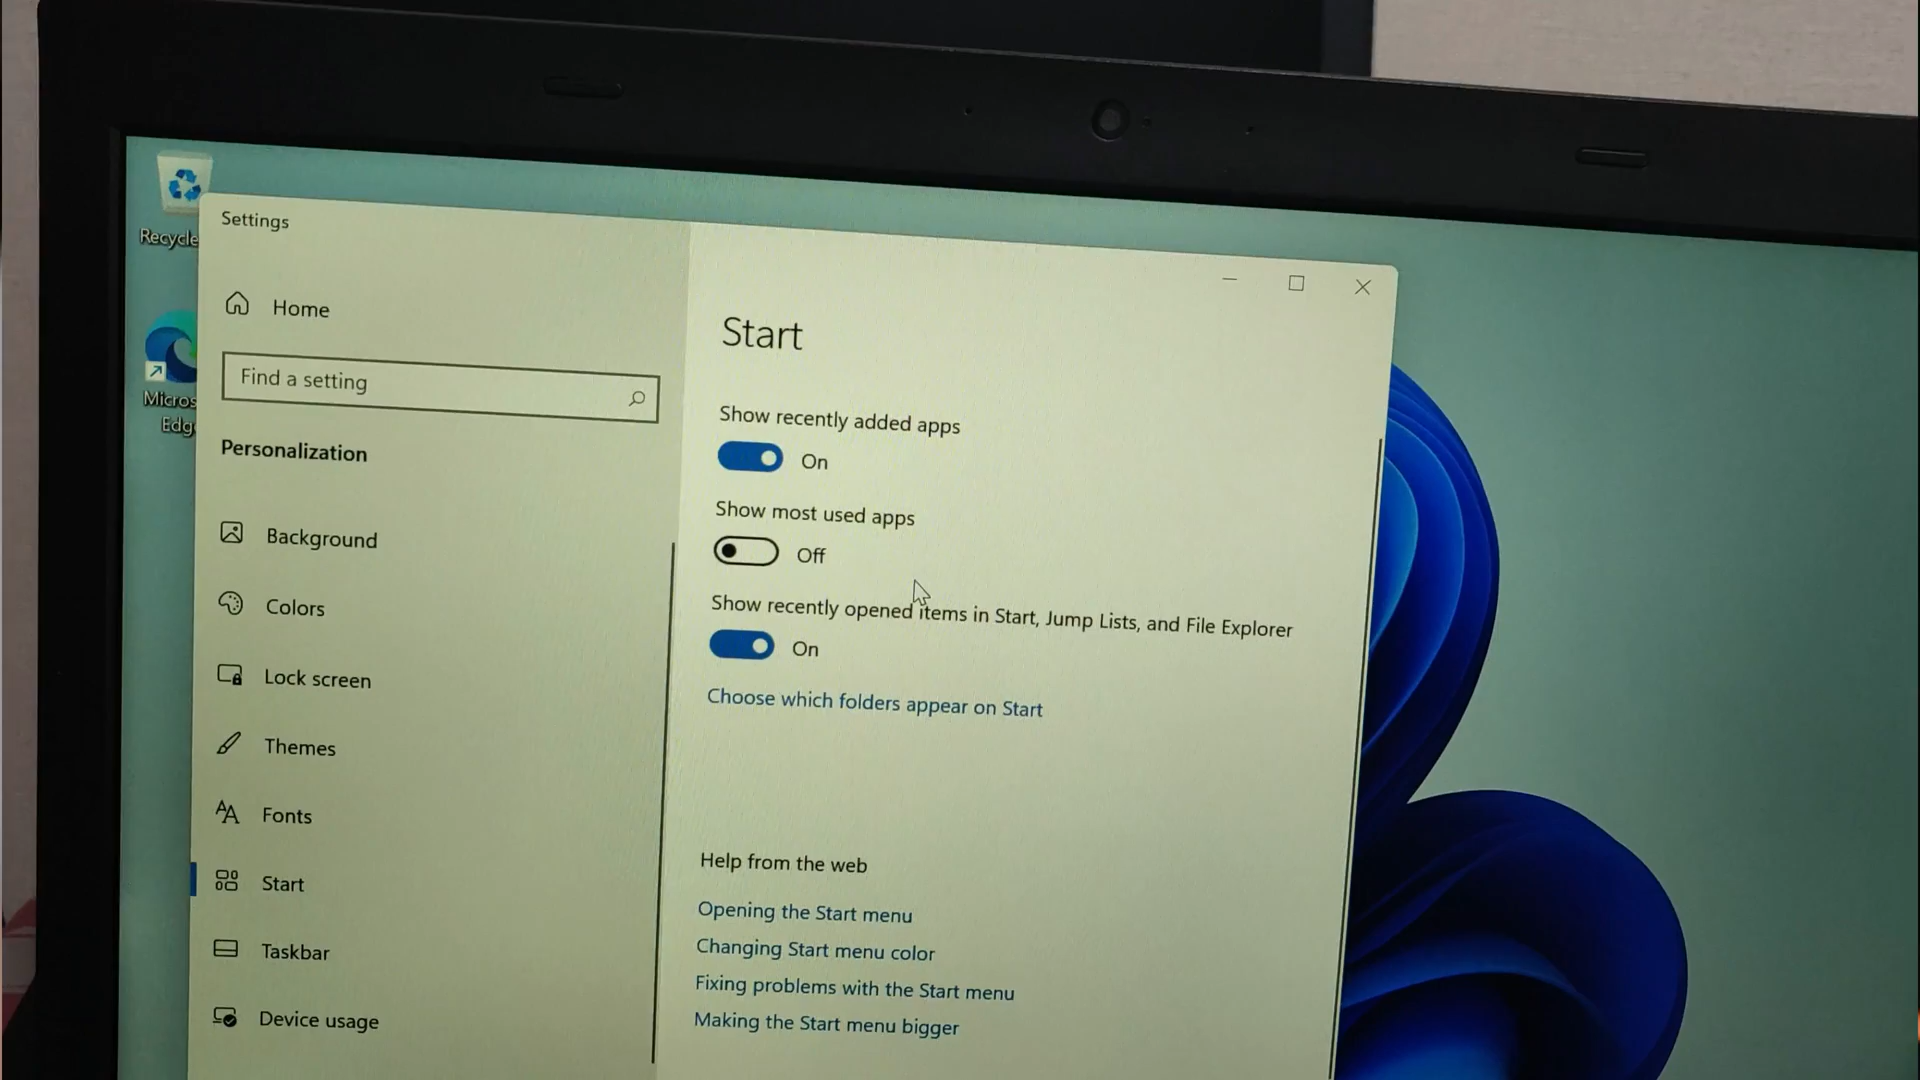 Recycle
Micros
Edg
Settings
Home
Find a setting
Personalization
Background
Colors
Lock screen
Themes
Fonts
Start
Taskbar
Device usage
Start
Show recently added apps
On
Show most used apps
Off
Show recently opened items in Start, Jump Lists, and File Explorer
On
Choose which folders appear on Start
Help from the web
Opening the Start menu
Changing Start menu color
Fixing problems with the Start menu
Making the Start menu bigger